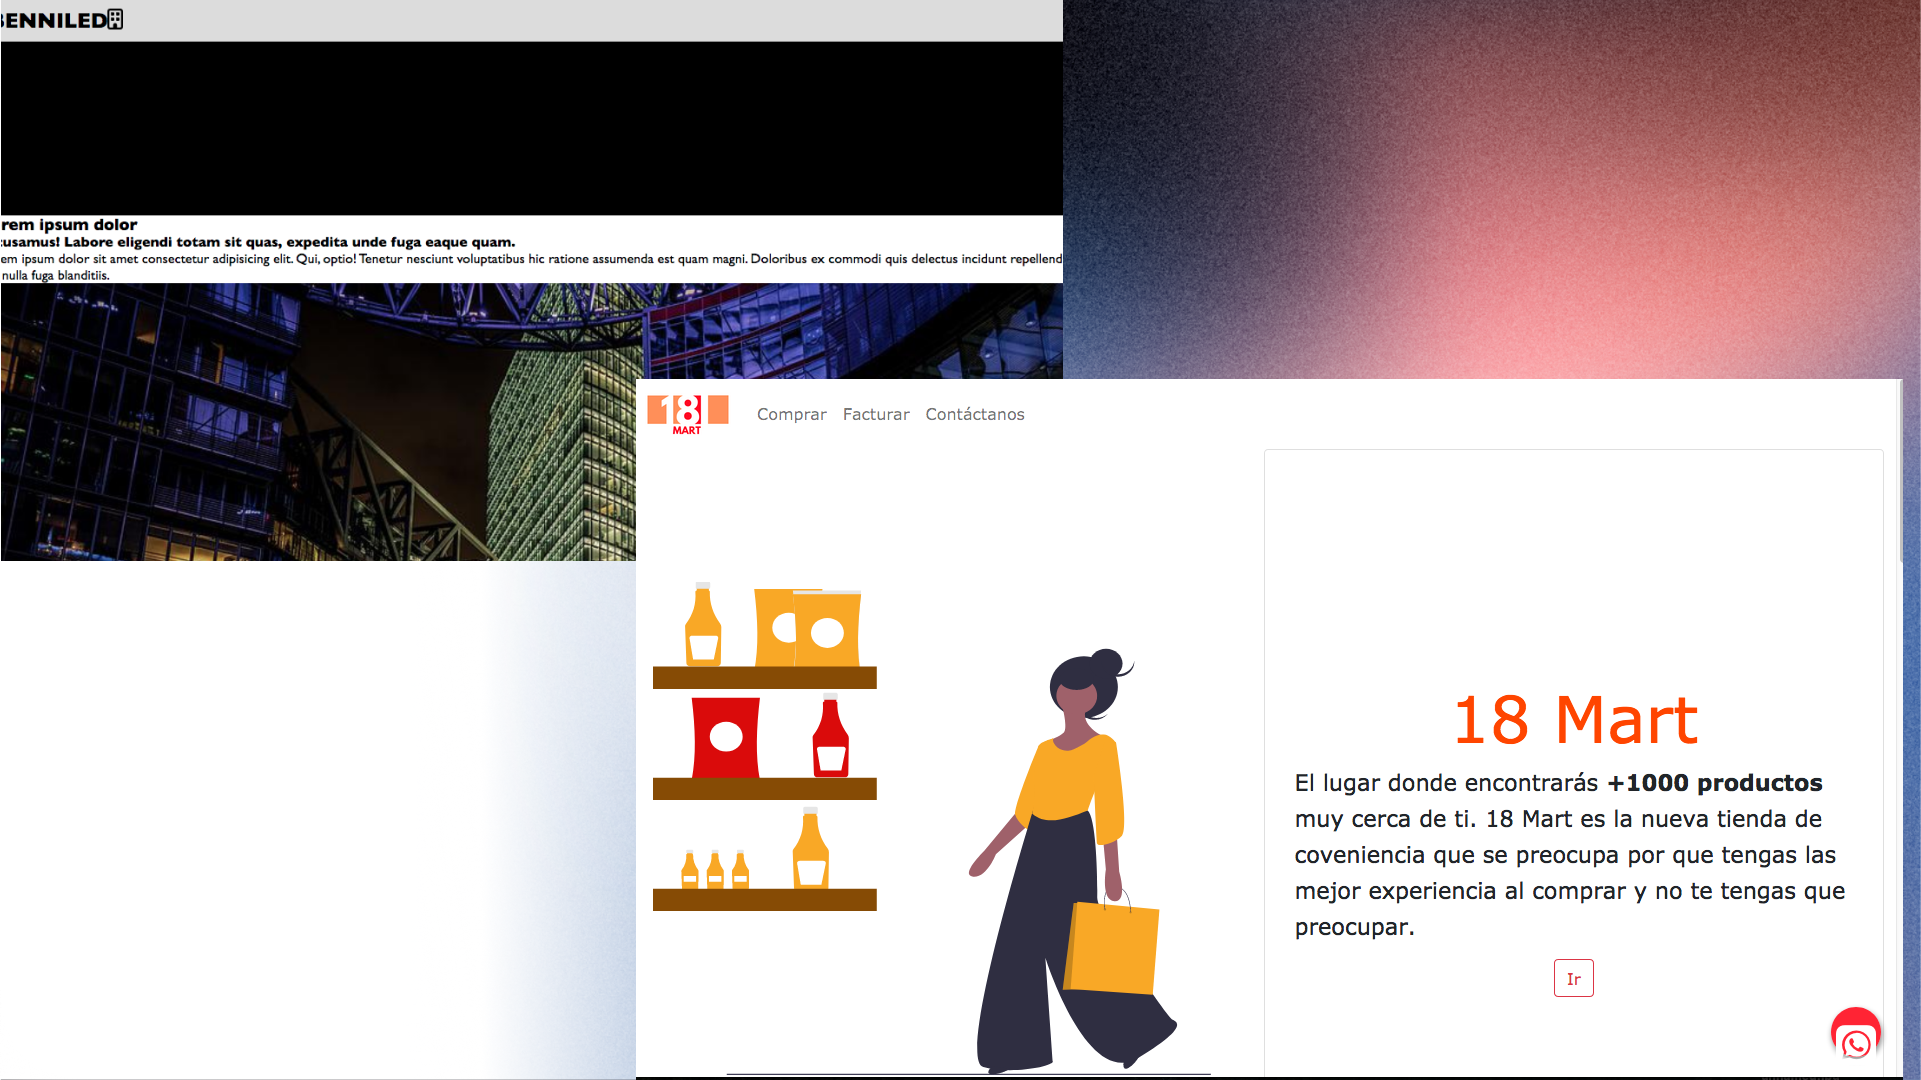 BENNILED
rem ipsum dolor
cusamus! Labore eligendi totam sit quas, expedita unde fuga eaque quam.
em ipsum dolor sit amet consectetur adipisicing elit. Qui, optio! Tenetur nesciunt voluptatibus hic ratione assumenda est quam magni. Doloribus ex commodi quis delectus incidunt repellend
nulla fuga blanditiis.
18
MART
Comprar Facturar Contáctanos
18 Mart
El lugar donde encontrarás +1000 productos
muy cerca de ti. 18 Mart es la nueva tienda de
coveniencia que se preocupa por que tengas las
mejor experiencia al comprar y no te tengas que
preocupar.
Ir